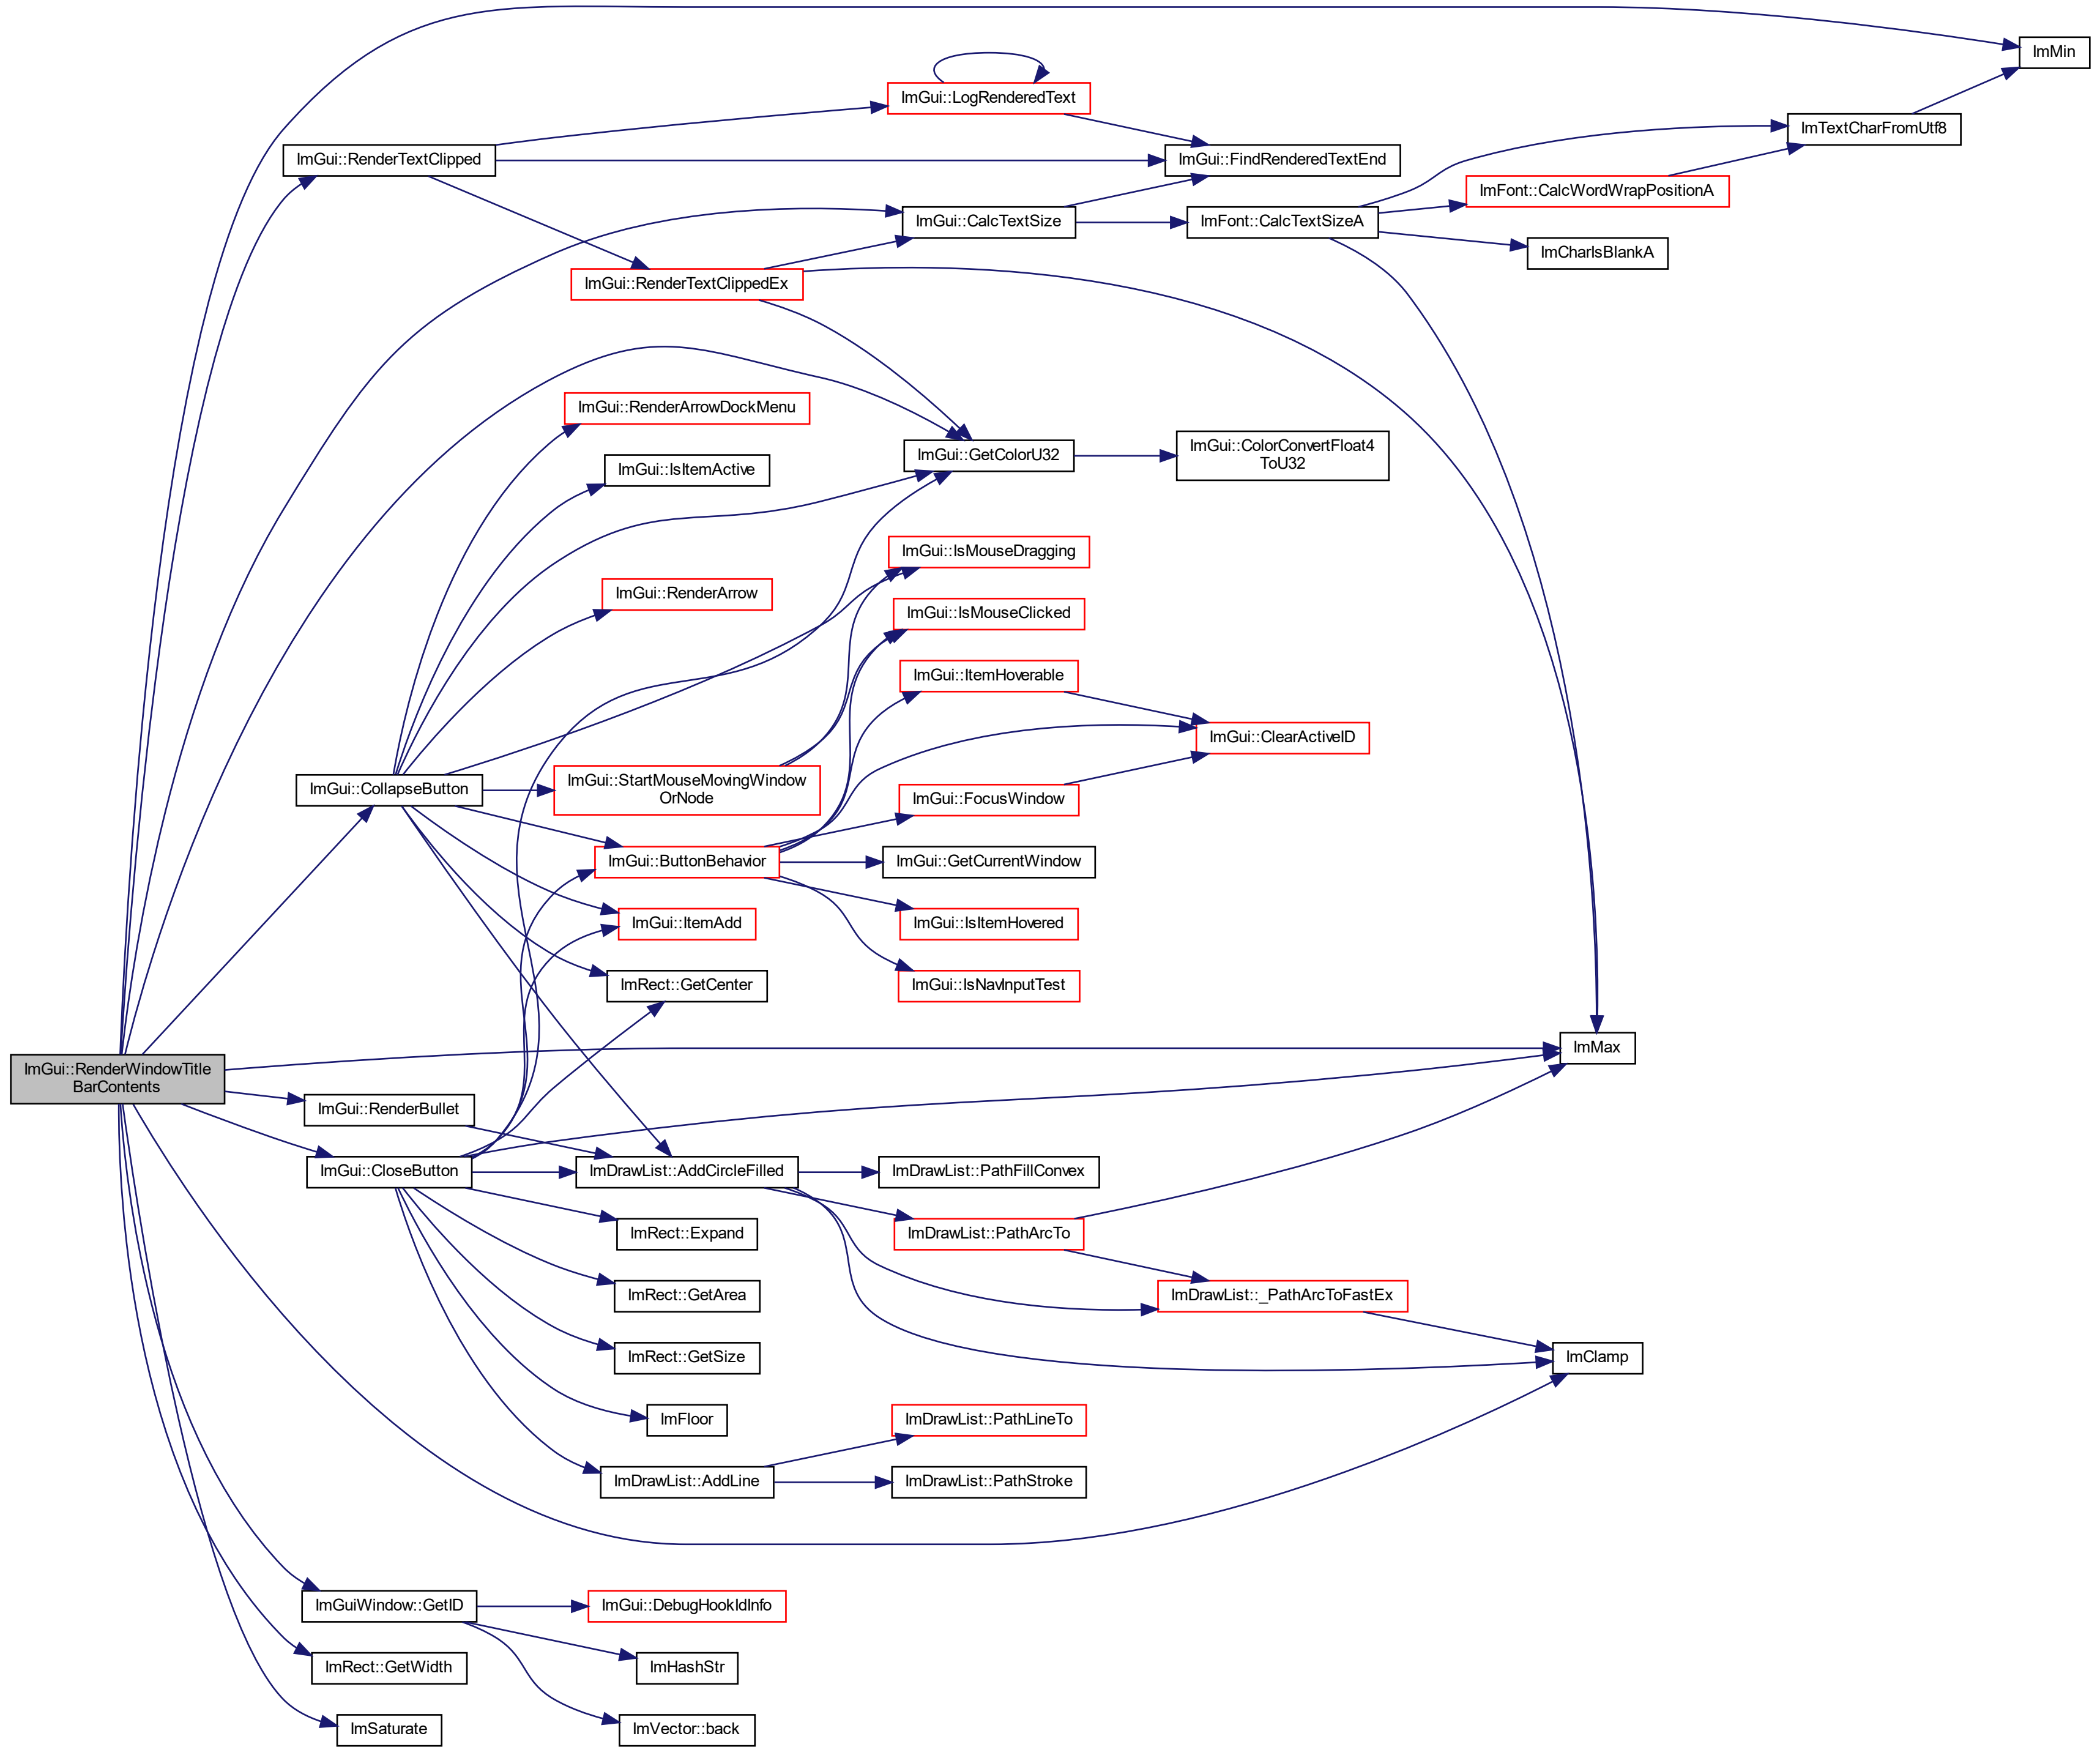 ImMin
ImGui::LogRenderedText
ImTextCharFromUtf8
ImGui::RenderTextClipped
ImGui::FindRenderedTextEnd
ImFont::CalcWordWrapPositionA
ImGui::CalcTextSize
ImFont::CalcTextSizeA
ImCharIsBlankA
ImGui::RenderTextClippedEx
ImGui::RenderArrowDockMenu
ImGui::IsItemActive
ImGui::GetColorU32
ImGui::ColorConvertFloat4
ToU32
ImGui::IsMouseDragging
ImGui::RenderArrow
ImGui::IsMouseClicked
ImGui::ItemHoverable
ImGui::ClearActiveID
ImGui::CollapseButton
ImGui::StartMouseMovingWindow
OrNode
ImGui::FocusWindow
ImGui::ButtonBehavior
ImGui::GetCurrentWindow
ImGui::ItemAdd
ImGui::IsItemHovered
ImRect::GetCenter
ImGui::IsNavInputTest
ImMax
ImGui::RenderWindowTitle
BarContents
ImGui::RenderBullet
ImGui::CloseButton
ImDrawList::AddCircleFilled
ImDrawList::PathFillConvex
ImRect::Expand
ImDrawList::PathArcTo
ImRect::GetArea
ImDrawList::_PathArcToFastEx
ImRect::GetSize
ImClamp
ImFloor
ImDrawList::PathLineTo
ImDrawList::AddLine
ImDrawList::PathStroke
ImGuiWindow::GetID
ImGui::DebugHookIdInfo
ImRect::GetWidth
ImHashStr
ImSaturate
ImVector::back